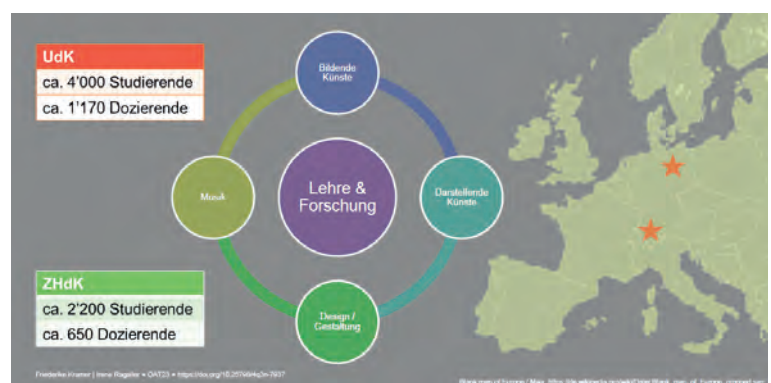 UdK
ca. 4'000 Studierende
ca. 1'170 Dozierende
Bildende
Künste
Musik
Lehre &
Forschung
Darstellende
Künste
ZHdK
ca. 2'200 Studierende
ca. 650 Dozierende
Design /
Gestaltung
Friederike Kramer | Irene Ragaller • OAT23 •